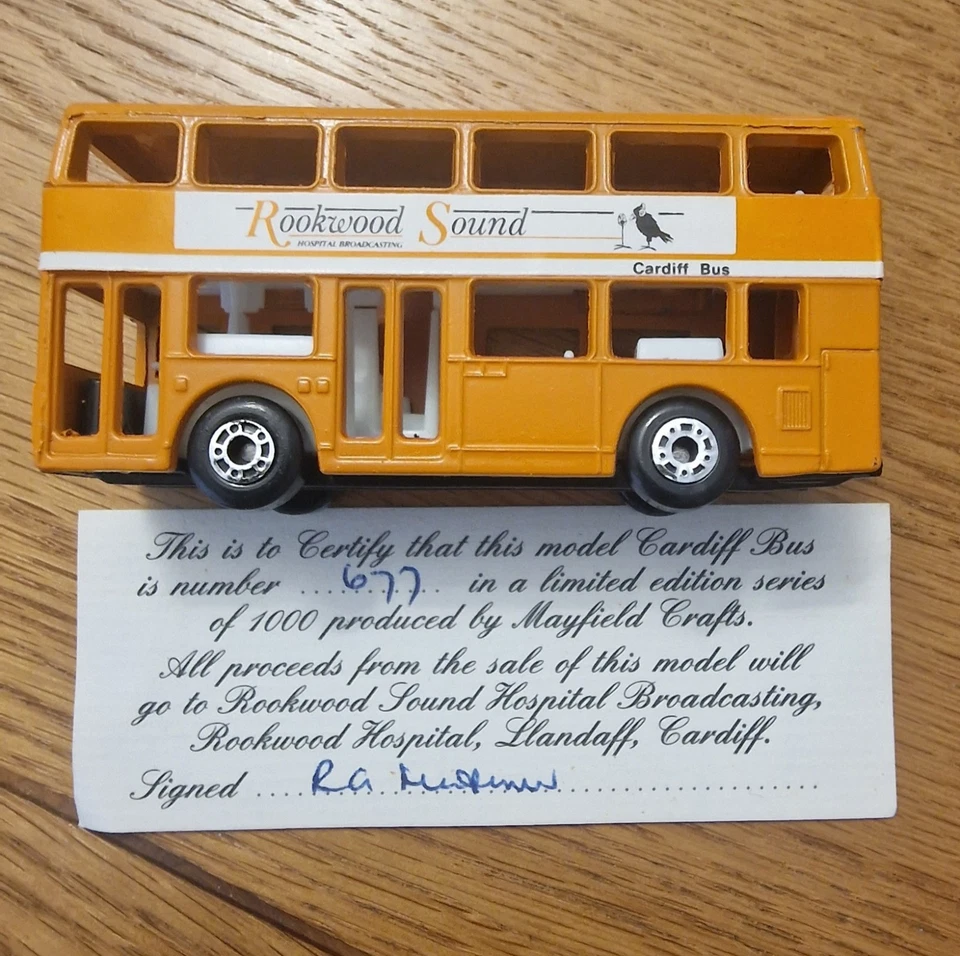 Rookwood Sound
HOSPITAL BROADCASTING
Cardiff Bus
This is to Certify that this model Cardiff Bus
is number ....677.... in a limited edition series
of 1000 produced by Mayfield Crafts.
All proceeds from the sale of this model will
go to Rookwood Sound Hospital Broadcasting,
Rookwood Hospital, Llandaff, Cardiff.
Signed .... R.A.